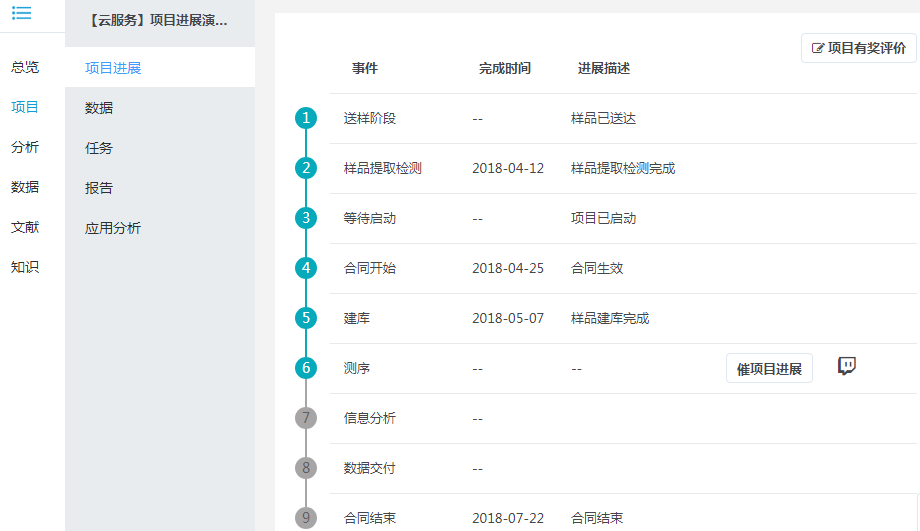 【云服务】项目进展演...
总览
项目
分析
数据
文献
知识
项目进展
数据
任务
报告
应用分析
项目有奖评价
事件 完成时间 进展描述
1 送样阶段 -- 样品已送达
2 样品提取检测 2018-04-12 样品提取检测完成
3 等待启动 -- 项目已启动
4 合同开始 2018-04-25 合同生效
5 建库 2018-05-07 样品建库完成
6 测序 -- -- 催项目进展
7 信息分析 --
8 数据交付 --
9 合同结束 2018-07-22 合同结束